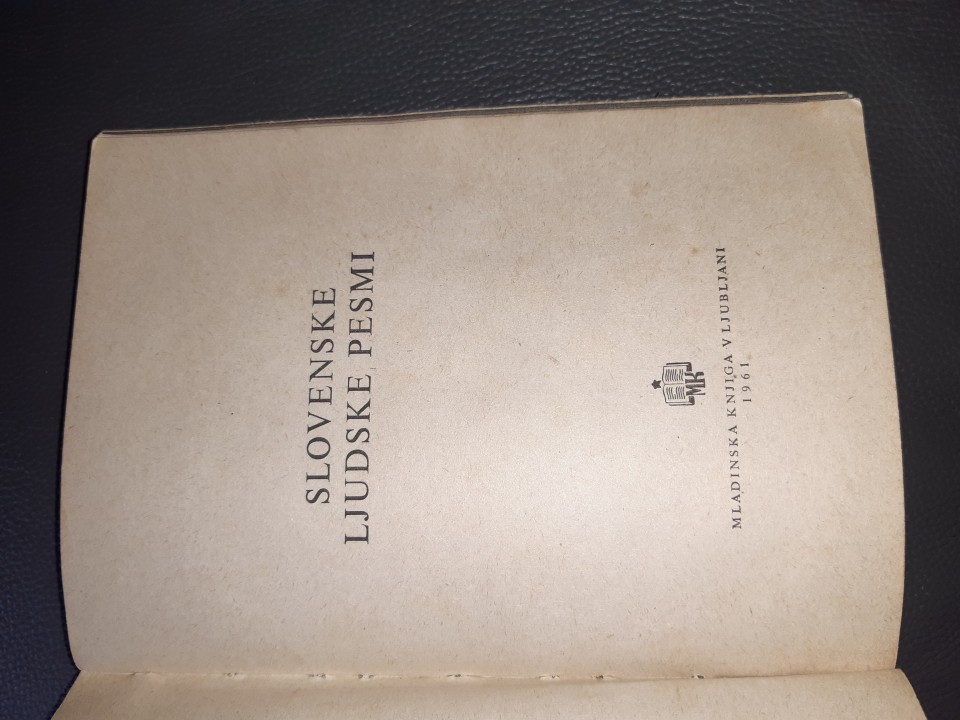 SLOVENSKE
LJUDSKE PESMI
MK
MLADINSKA KNJIGA V LJUBLJANI
1961